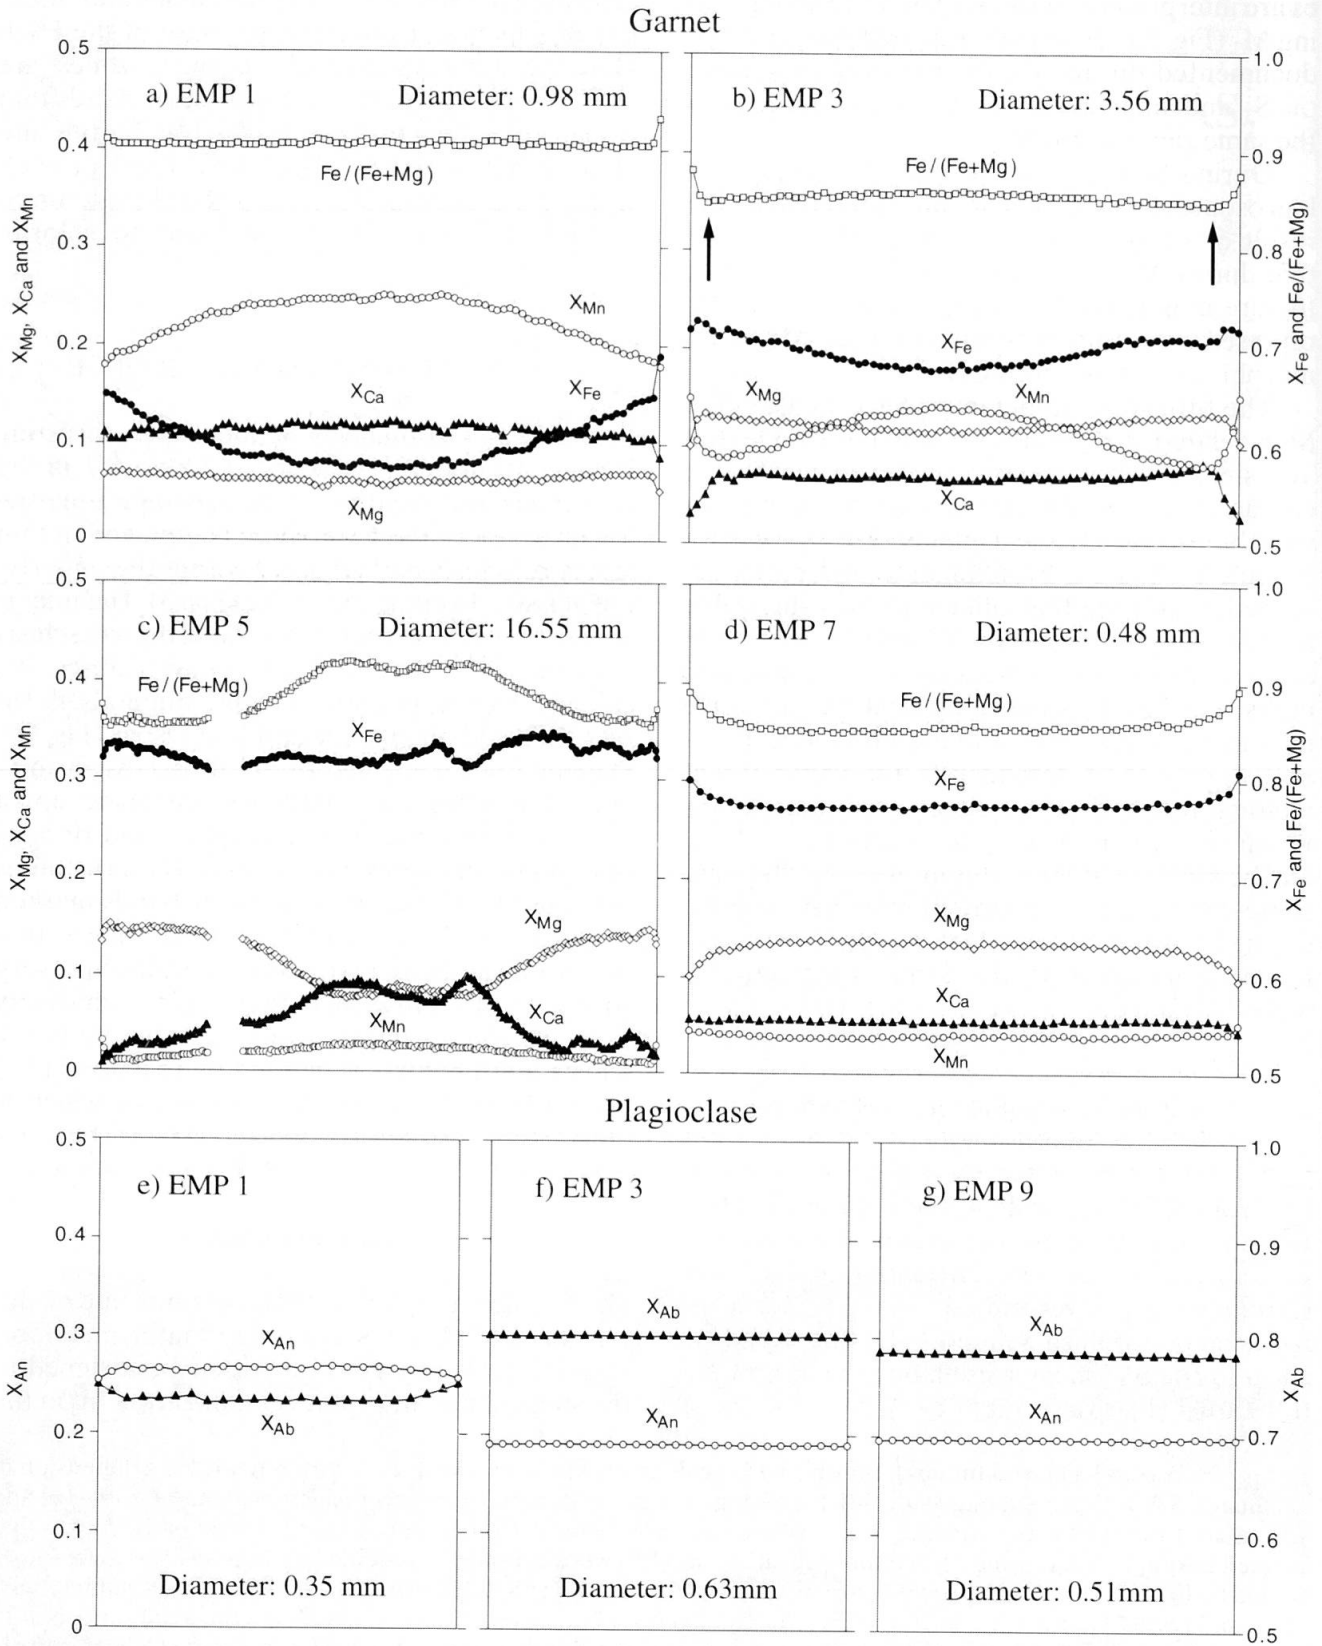 Garnet
a) EMP 1
Diameter: 0.98 mm
b) EMP 3
Diameter: 3.56 mm
Fe/(Fe+Mg)
Fe/(Fe+Mg)
XMn
XCa
XFe
XMg
XFe
XMg
XMn
XCa
0.5
0.4
0.3
0.2
0.1
0
XMg, XCa and XMn
1.0
0.9
0.8
0.7
0.6
0.5
XFe and Fe/(Fe+Mg)
c) EMP 5
Diameter: 16.55 mm
d) EMP 7
Diameter: 0.48 mm
Fe/(Fe+Mg)
XFe
XMg
XMn
XCa
Fe/(Fe+Mg)
XFe
XMg
XCa
XMn
0.5
0.4
0.3
0.2
0.1
0
XMg, XCa and XMn
1.0
0.9
0.8
0.7
0.6
0.5
XFe and Fe/(Fe+Mg)
Plagioclase
e) EMP 1
f) EMP 3
g) EMP 9
XAn
XAb
XAb
XAn
XAb
XAn
Diameter: 0.35 mm
Diameter: 0.63mm
Diameter: 0.51mm
0.5
0.4
0.3
0.2
0.1
0
XAn
1.0
0.9
0.8
0.7
0.6
0.5
XAb